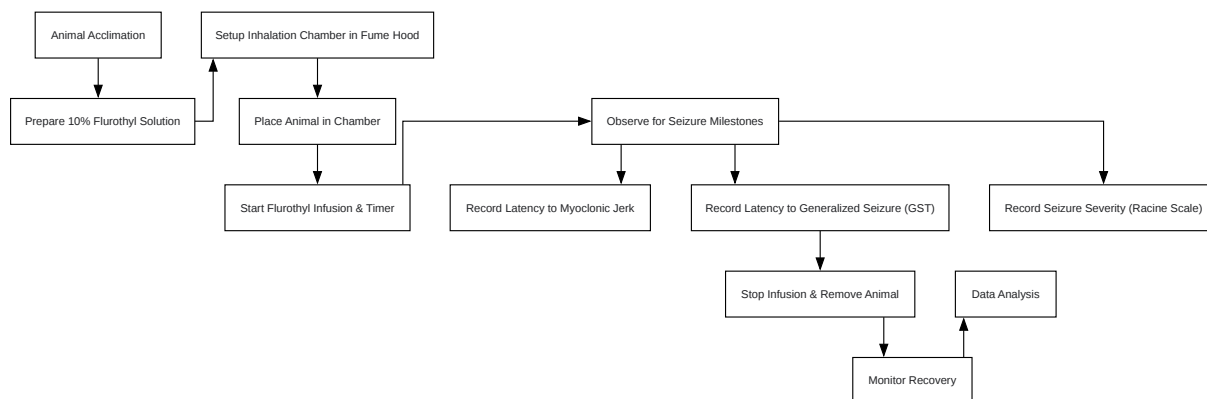 Animal Acclimation
Setup Inhalation Chamber in Fume Hood
Prepare 10% Flurothyl Solution
Place Animal in Chamber
Observe for Seizure Milestones
Start Flurothyl Infusion & Timer
Record Latency to Myoclonic Jerk
Record Latency to Generalized Seizure (GST)
Record Seizure Severity (Racine Scale)
Stop Infusion & Remove Animal
Data Analysis
Monitor Recovery